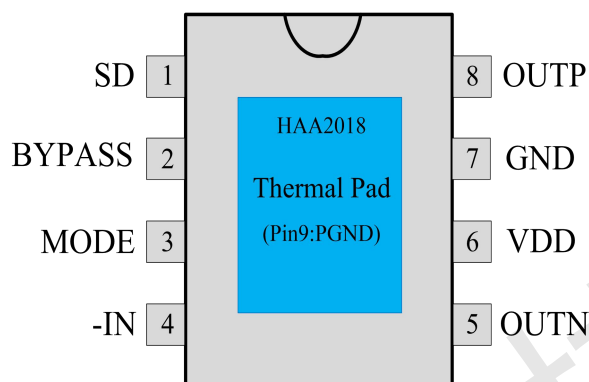 SD 1 8 OUTP
HAA2018
BYPASS 2 7 GND
Thermal Pad
(Pin9:PGND)
MODE 3 6 VDD
-IN 4 5 OUTN